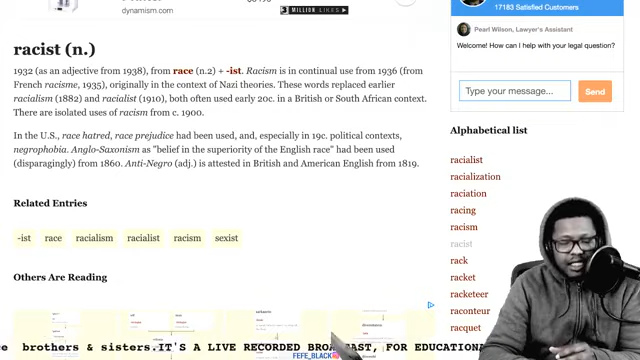 dynamism.com
3 MILLION LIKES
17183 Satisfied Customers
racist (n.)
1932 (as an adjective from 1938), from race (n.2) + -ist. Racism is in continual use from 1936 (from
French racisme, 1935), originally in the context of Nazi theories. These words replaced earlier
racialism (1882) and racialist (1910), both often used early 20c. in a British or South African context.
There are isolated uses of racism from c. 1900.
In the U.S., race hatred, race prejudice had been used, and, especially in 19c. political contexts,
negrophobia. Anglo-Saxonism as "belief in the superiority of the English race" had been used
(disparagingly) from 1860. Anti-Negro (adj.) is attested in British and American English from 1819.
Related Entries
-ist race racialism racialist racism sexist
Others Are Reading
Pearl Wilson, Lawyer's Assistant
Welcome! How can I help with your legal question?
Type your message...
Send
Alphabetical list
racialist
racialization
raciation
racing
racism
racist
rack
racket
racketeer
raconteur
racquet
brothers & sisters.IT'S A LIVE RECORDED BROADCAST, FOR EDUCATIONA
FEFE_BLACK